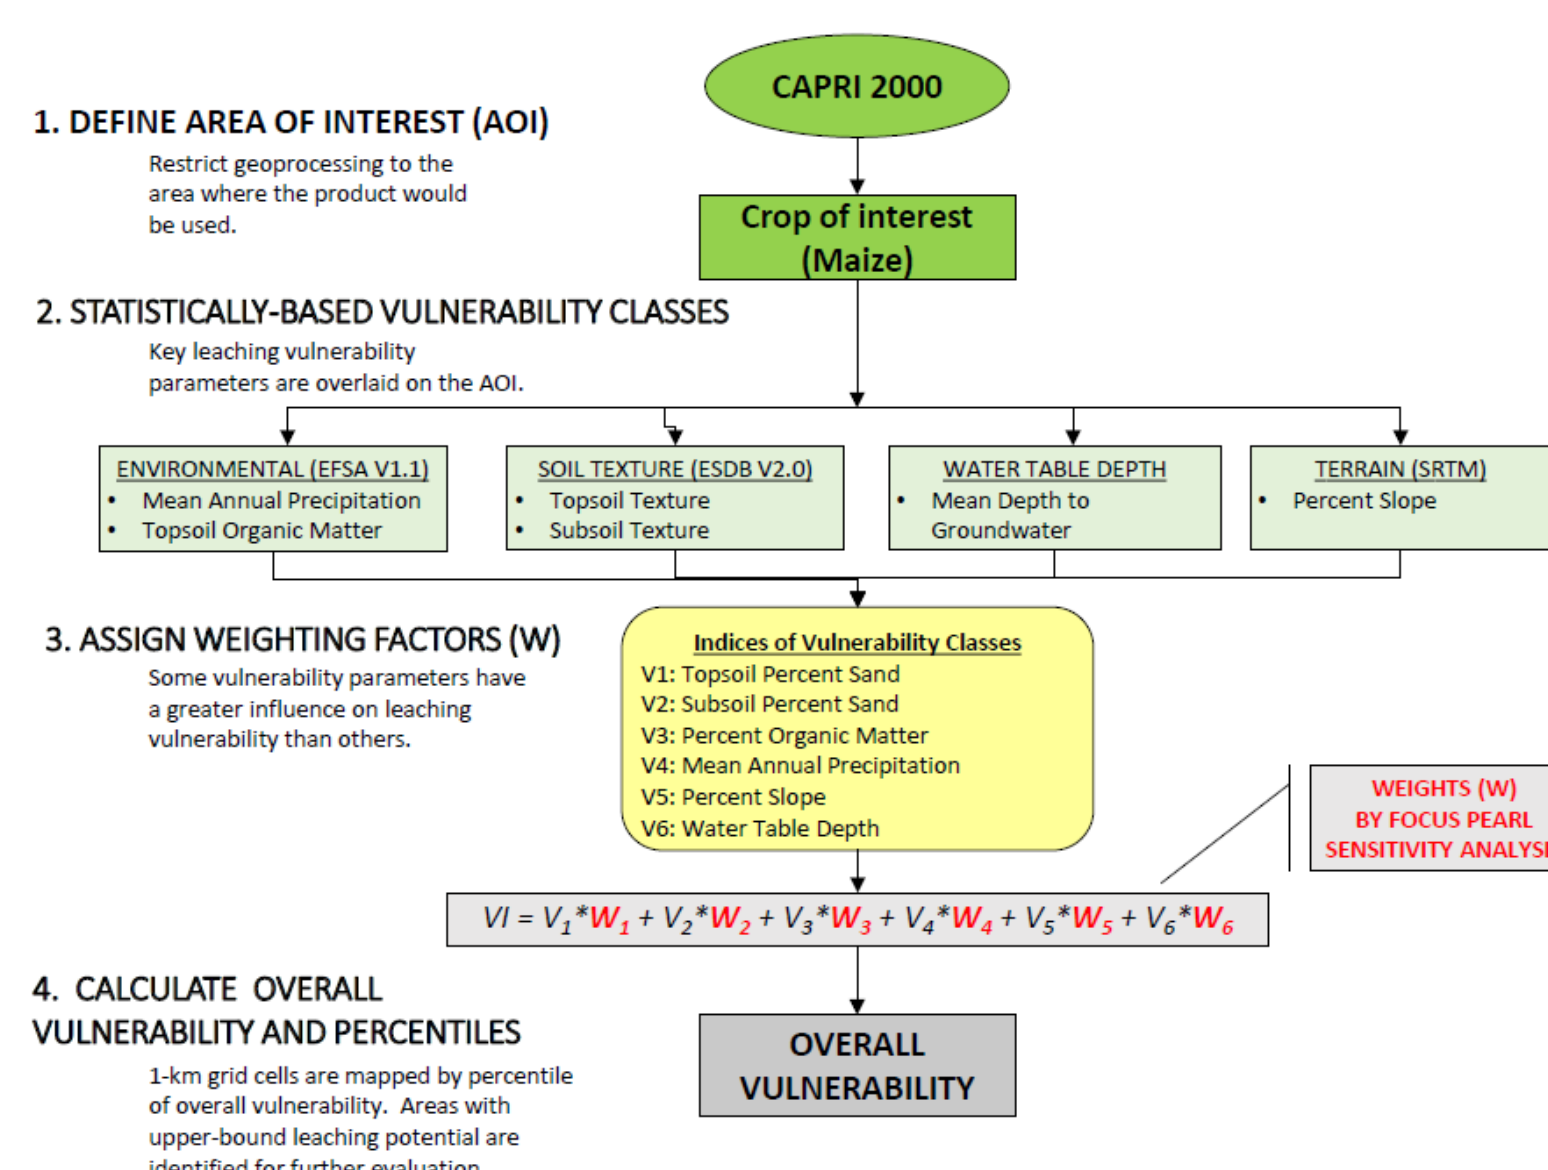 CAPRI 2000
1. DEFINE AREA OF INTEREST (AOI)
Restrict geoprocessing to the
area where the product would
be used.
Crop of interest
(Maize)
2. STATISTICALLY-BASED VULNERABILITY CLASSES
Key leaching vulnerability
parameters are overlaid on the AOI.
ENVIRONMENTAL (EFSA V1.1)
• Mean Annual Precipitation
• Topsoil Organic Matter
SOIL TEXTURE (ESDB V2.0)
• Topsoil Texture
• Subsoil Texture
WATER TABLE DEPTH
• Mean Depth to
Groundwater
TERRAIN (SRTM)
• Percent Slope
3. ASSIGN WEIGHTING FACTORS (W)
Some vulnerability parameters have
a greater influence on leaching
vulnerability than others.
Indices of Vulnerability Classes
V1: Topsoil Percent Sand
V2: Subsoil Percent Sand
V3: Percent Organic Matter
V4: Mean Annual Precipitation
V5: Percent Slope
V6: Water Table Depth
WEIGHTS (W)
BY FOCUS PEARL
SENSITIVITY ANALYSI
VI = V1*W1 + V2*W2 + V3*W3 + V4*W4 + V5*W5 + V6*W6
4. CALCULATE OVERALL
VULNERABILITY AND PERCENTILES
1-km grid cells are mapped by percentile
of overall vulnerability. Areas with
upper-bound leaching potential are
identified for further evaluation
OVERALL
VULNERABILITY